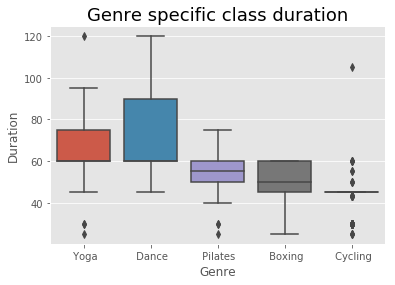 Genre specific class duration
120
100
80
60
40
Duration
Yoga Dance Pilates Boxing Cycling
Genre